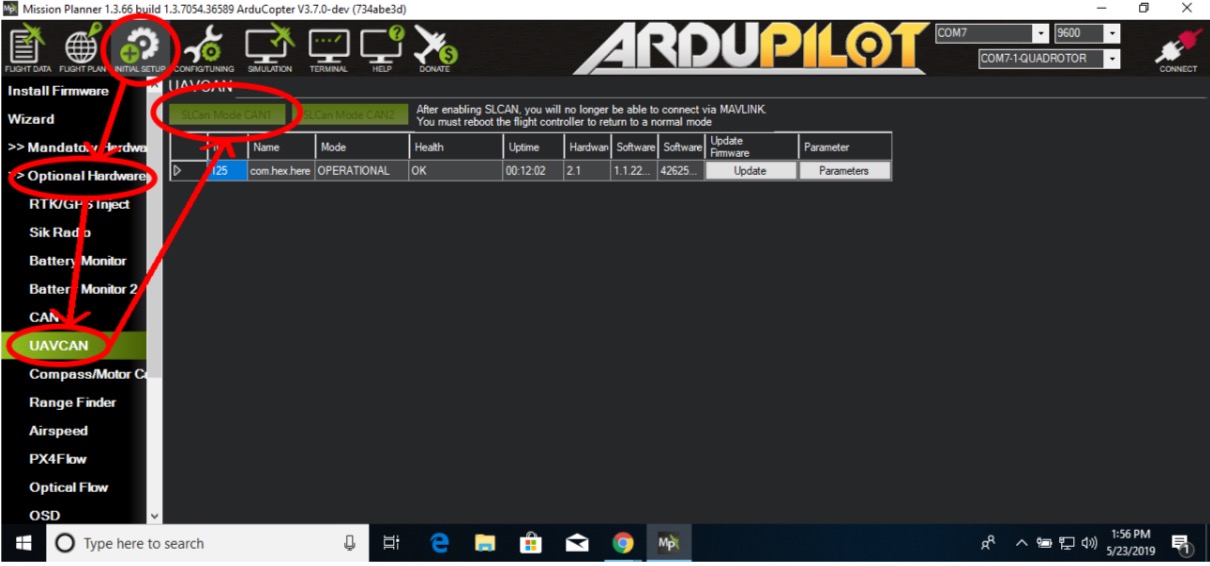 Mission Planner 1.3.66 build 1.3.7054.36589 ArduCopter V3.7.0-dev (734abe3d)
FLIGHT DATA FLIGHT PLAN INITIAL SETUP CONFIG/TUNING SIMULATION TERMINAL HELP DONATE
ARDUPILOT
COM7 9600
COM7-1-QUADROTOR
CONNECT
Install Firmware
Wizard
>> Mandatory Hardwa
>> Optional Hardware
RTK/GPS Inject
Sik Radio
Battery Monitor
Battery Monitor 2
CAN
UAVCAN
Compass/Motor Ca
Range Finder
Airspeed
PX4Flow
Optical Flow
OSD
UAVCAN
SLCan Mode CAN1 SLCan Mode CAN2
After enabling SLCAN, you will no longer be able to connect via MAVLINK.
You must reboot the flight controller to return to a normal mode
Name Mode Health Uptime Hardwar Software Software Update Firmware Parameter
125 com.hex.here OPERATIONAL OK 00:12:02 2.1 1.1.22... 42625... Update Parameters
Type here to search
1:56 PM
5/23/2019
1